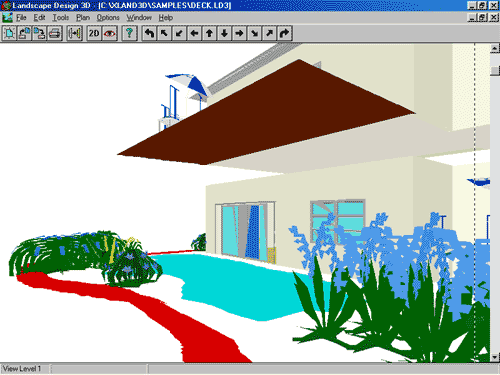 Landscape Design 3D - [C:\XLAND3D\SAMPLES\DECK.LD3]
File Edit Tools Plan Options Window Help
2D ?
View Level 1